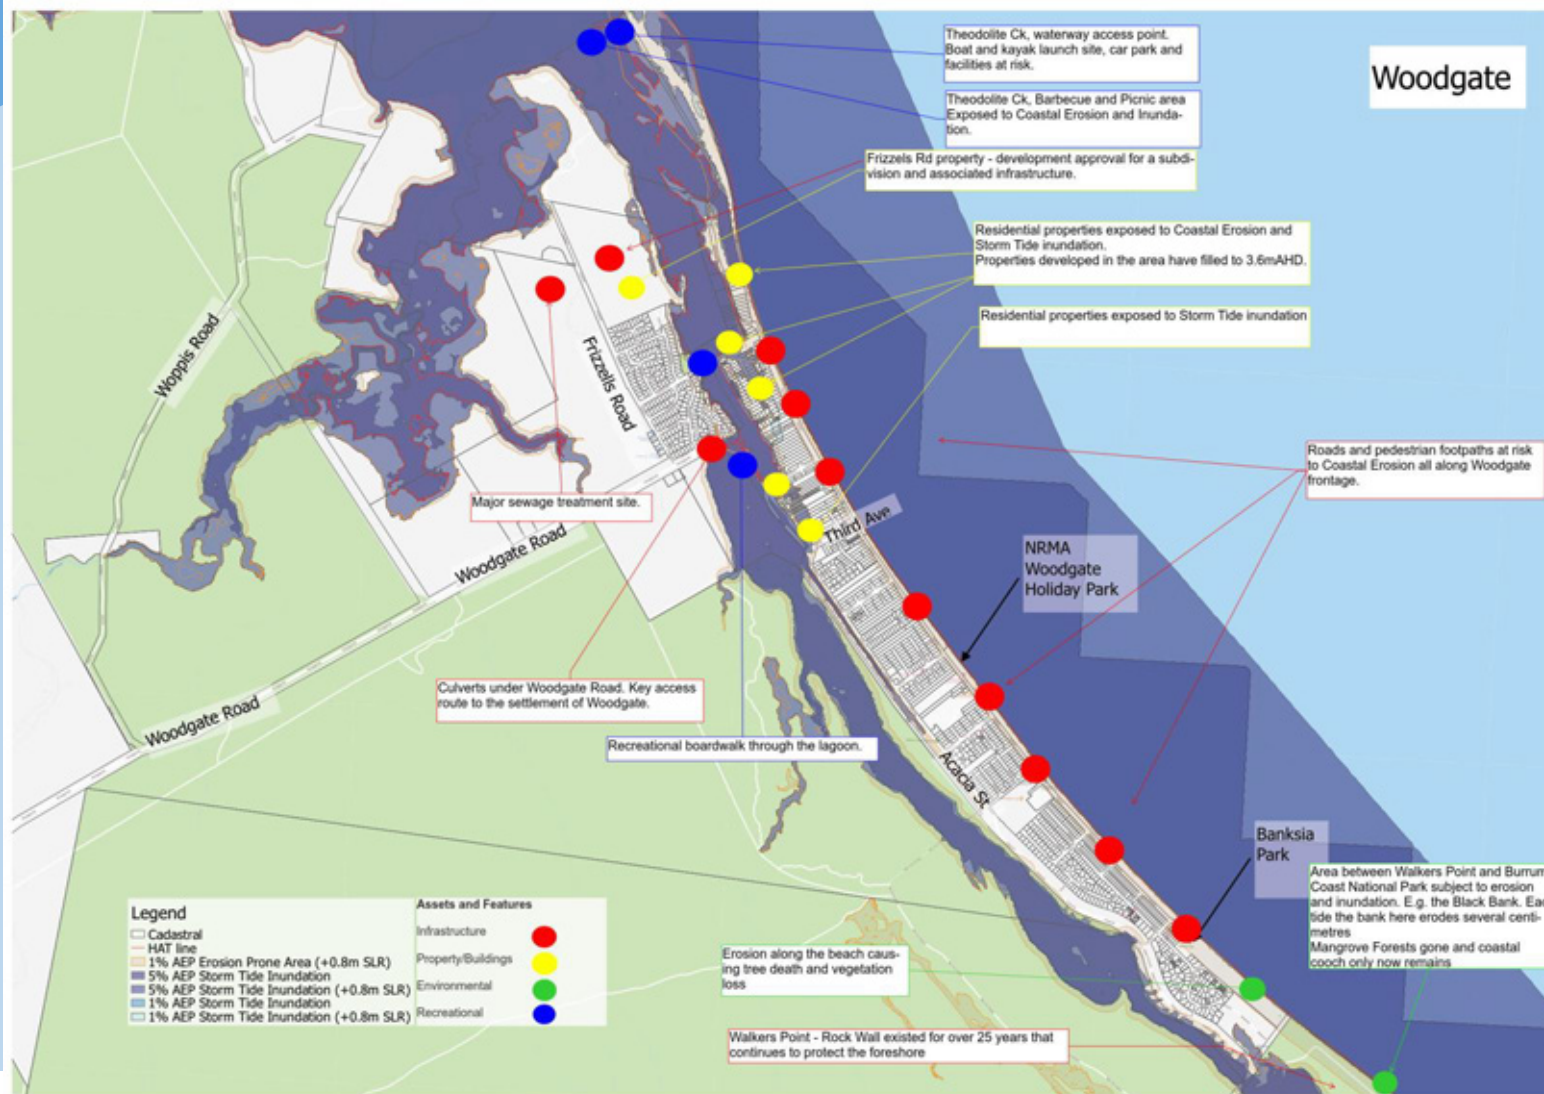 Woodgate
Theodolite Ck, waterway access point.
Boat and kayak launch site, car park and
facilities at risk.
Theodolite Ck, Barbecue and Picnic area
Exposed to Coastal Erosion and Inunda-
tion.
Frizzels Rd property - development approval for a subdi-
vision and associated infrastructure.
Residential properties exposed to Coastal Erosion and
Storm Tide inundation.
Properties developed in the area have filled to 3.6mAHD.
Residential properties exposed to Storm Tide inundation
Woppis Road
Frizzells Road
Roads and pedestrian footpaths at risk
to Coastal Erosion all along Woodgate
frontage.
Major sewage treatment site.
Third Ave
Woodgate Road
NRMA
Woodgate
Holiday Park
Culverts under Woodgate Road. Key access
route to the settlement of Woodgate.
Woodgate Road
Recreational boardwalk through the lagoon.
Acacia St
Banksia
Park
Area between Walkers Point and Burrum
Coast National Park subject to erosion
and inundation. E.g. the Black Bank. Eac
tide the bank here erodes several centi-
metres
Mangrove Forests gone and coastal
cooch only now remains
Erosion along the beach caus-
ing tree death and vegetation
loss
Walkers Point - Rock Wall existed for over 25 years that
continues to protect the foreshore
Legend
Cadastral
HAT line
1% AEP Erosion Prone Area (+0.8m SLR)
5% AEP Storm Tide Inundation
5% AEP Storm Tide Inundation (+0.8m SLR)
1% AEP Storm Tide Inundation
1% AEP Storm Tide Inundation (+0.8m SLR)
Assets and Features
Infrastructure
Property/Buildings
Environmental
Recreational